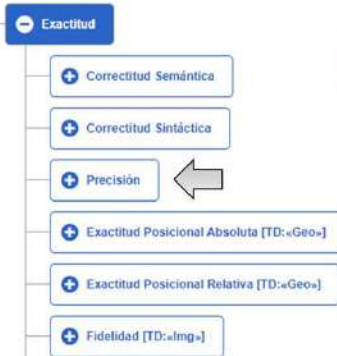 Exactitud
Correctitud Semántica
Correctitud Sintáctica
Precisión
Exactitud Posicional Absoluta [TD:«Geo»]
Exactitud Posicional Relativa [TD:«Geo»]
Fidelidad [TD:«Img»]